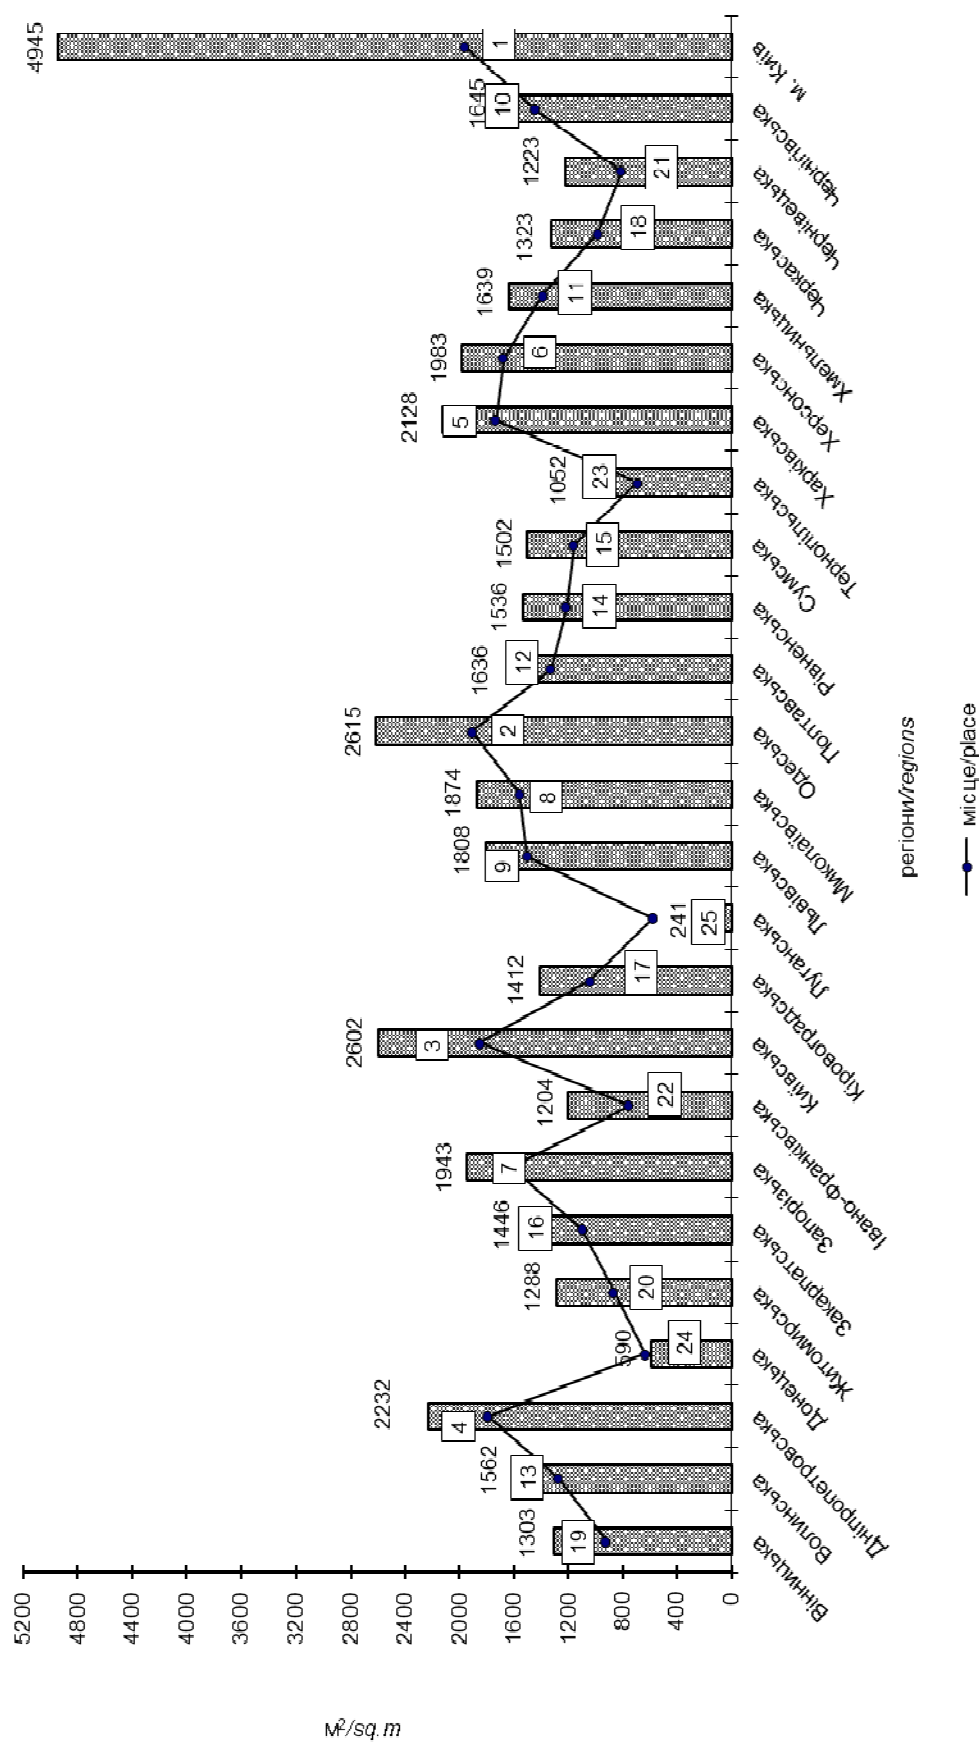 м²/sq.m
5200
4800
4400
4000
3600
3200
2800
2400
2000
1600
1200
800
400
0
1303
1562
2232
590
1288
1446
1943
1204
2602
1412
241
1808
1874
2615
1636
1536
1502
1052
2128
1983
1639
1323
1223
1645
4945
19
13
4
24
20
16
7
22
3
17
25
9
8
2
12
14
15
23
5
6
11
18
21
10
1
Вінницька
Волинська
Дніпропетровська
Донецька
Житомирська
Закарпатська
Запорізька
Івано-франківська
Київська
Кіровоградська
Луганська
Львівська
Миколаївська
Одеська
Полтавська
Рівненська
Сумська
Тернопільська
Харківська
Херсонська
Хмельницька
Черкаська
Чернівецька
Чернігівська
м. Київ
регіони/regions
місце/place